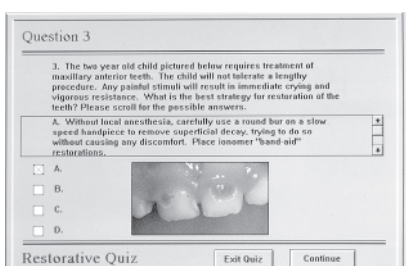 Question 3
3. The two year old child pictured below requires treatment of
maxillary anterior teeth. The child will not tolerate a lengthy
procedure. Any painful stimuli will result in immediate crying and
vigorous resistance. What is the best strategy for restoration of the
teeth? Please scroll for the possible answers.
A. Without local anesthesia, carefully use a round bur on a slow
speed handpiece to remove superficial decay, trying to do so
without causing any discomfort. Place ionomer "band-aid"
restorations.
A.
B.
C.
D.
Restorative Quiz
Exit Quiz
Continue